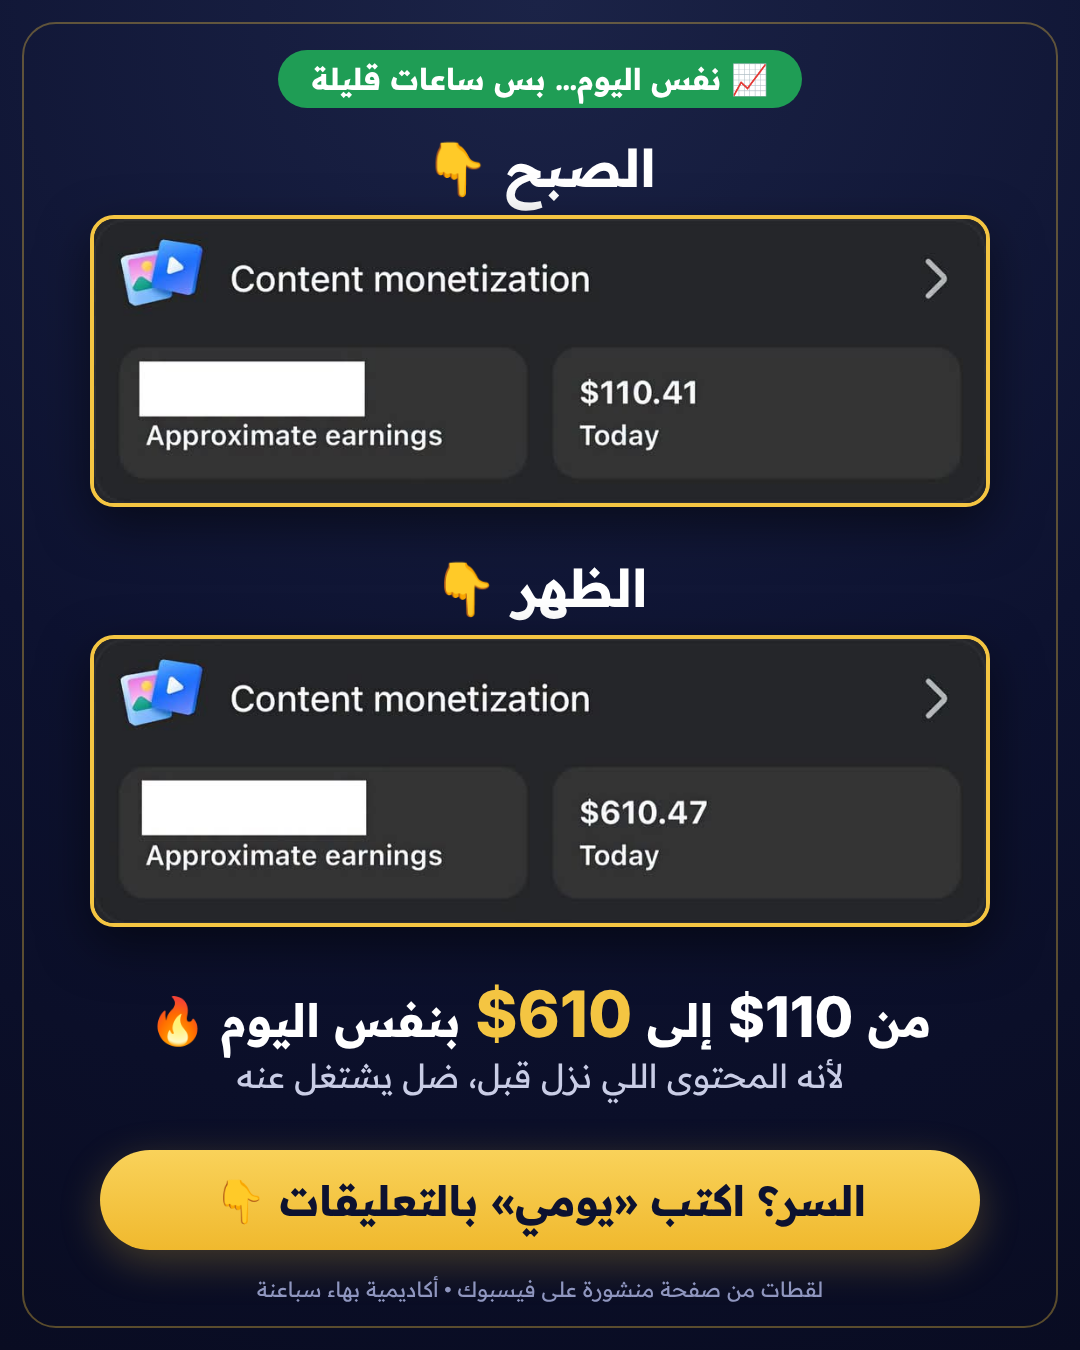 📈 نفس اليوم... بس ساعات قليلة
الصبح 👇
Content monetization
$110.41
Approximate earnings
Today
الظهر 👇
Content monetization
$610.47
Approximate earnings
Today
من 110$ إلى 610$ بنفس اليوم 🔥
لأنه المحتوى اللي نزل قبل، ضل يشتغل عنه
السر؟ اكتب «يومي» بالتعليقات 👇
لقطات من صفحة منشورة على فيسبوك • أكاديمية بهاء سباعنة